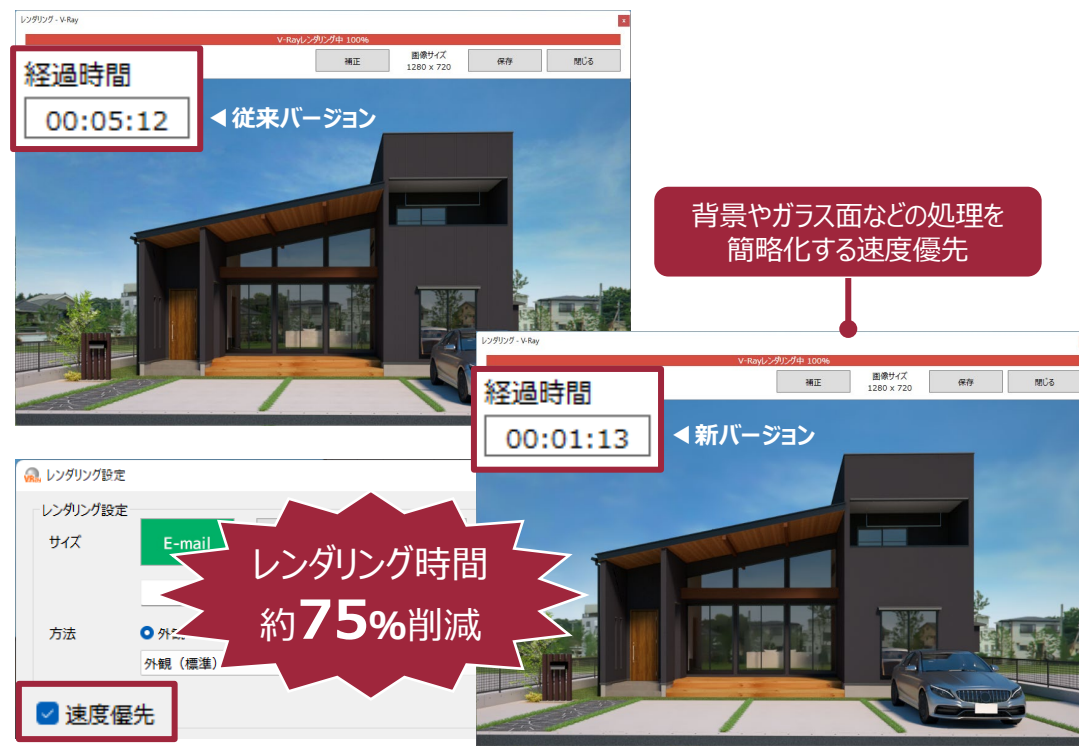 レンダリング - V-Ray
x
V-Rayレンダリング中 100%
経過時間
00:05:12
補正
画像サイズ
1280 x 720
保存
閉じる
◀従来バージョン
背景やガラス面などの処理を
簡略化する速度優先
レンダリング - V-Ray
V-Rayレンダリング中 100%
経過時間
00:01:13
補正
画像サイズ
1280 x 720
保存
閉じる
◀新バージョン
レンダリング設定
レンダリング設定
サイズ
E-mail
レンダリング時間
約75%削減
方法
外観（標準）
速度優先